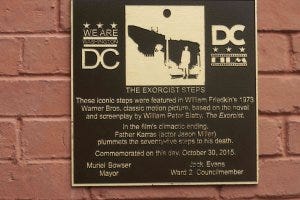 WE ARE
WASHINGTON
DC
DC
FILM
THE EXORCIST STEPS
These iconic steps were featured in William Friedkin's 1973
Warner Bros. classic motion picture, based on the novel
and screenplay by William Peter Blatty, The Exorcist.
In the film's climactic ending,
Father Karras (actor Jason Miller)
plummets the seventy-five steps to his death.
Commemorated on this day, October 30, 2015.
Muriel Bowser
Jack Evans
Mayor
Ward 2 Councilmember